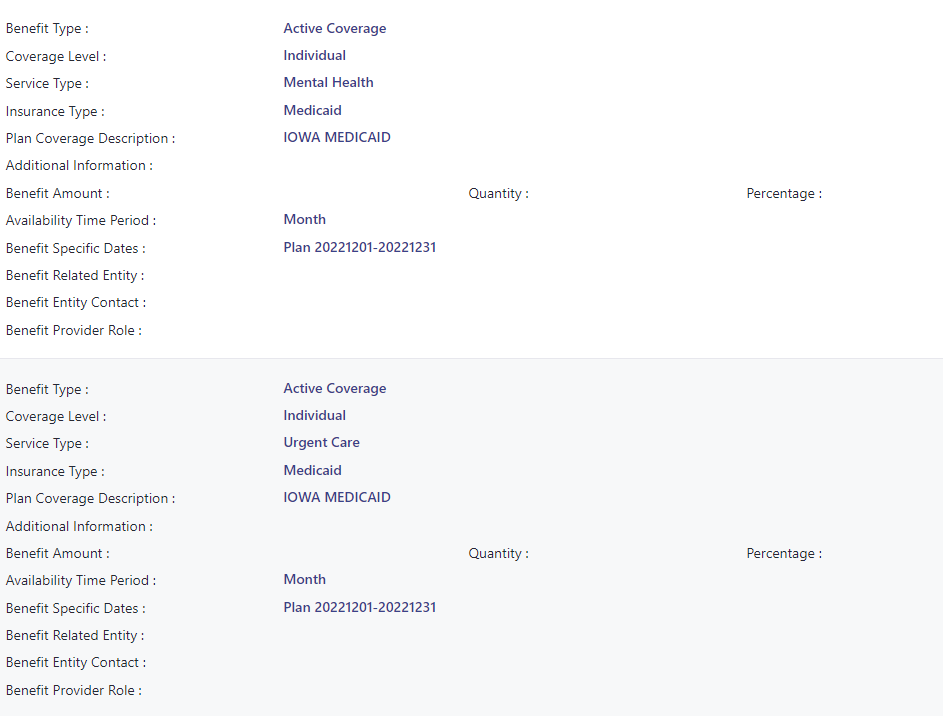 Benefit Type : Active Coverage
Coverage Level : Individual
Service Type : Mental Health
Insurance Type : Medicaid
Plan Coverage Description : IOWA MEDICAID
Additional Information :
Benefit Amount : Quantity : Percentage :
Availability Time Period : Month
Benefit Specific Dates : Plan 20221201-20221231
Benefit Related Entity :
Benefit Entity Contact :
Benefit Provider Role :
Benefit Type : Active Coverage
Coverage Level : Individual
Service Type : Urgent Care
Insurance Type : Medicaid
Plan Coverage Description : IOWA MEDICAID
Additional Information :
Benefit Amount : Quantity : Percentage :
Availability Time Period : Month
Benefit Specific Dates : Plan 20221201-20221231
Benefit Related Entity :
Benefit Entity Contact :
Benefit Provider Role :